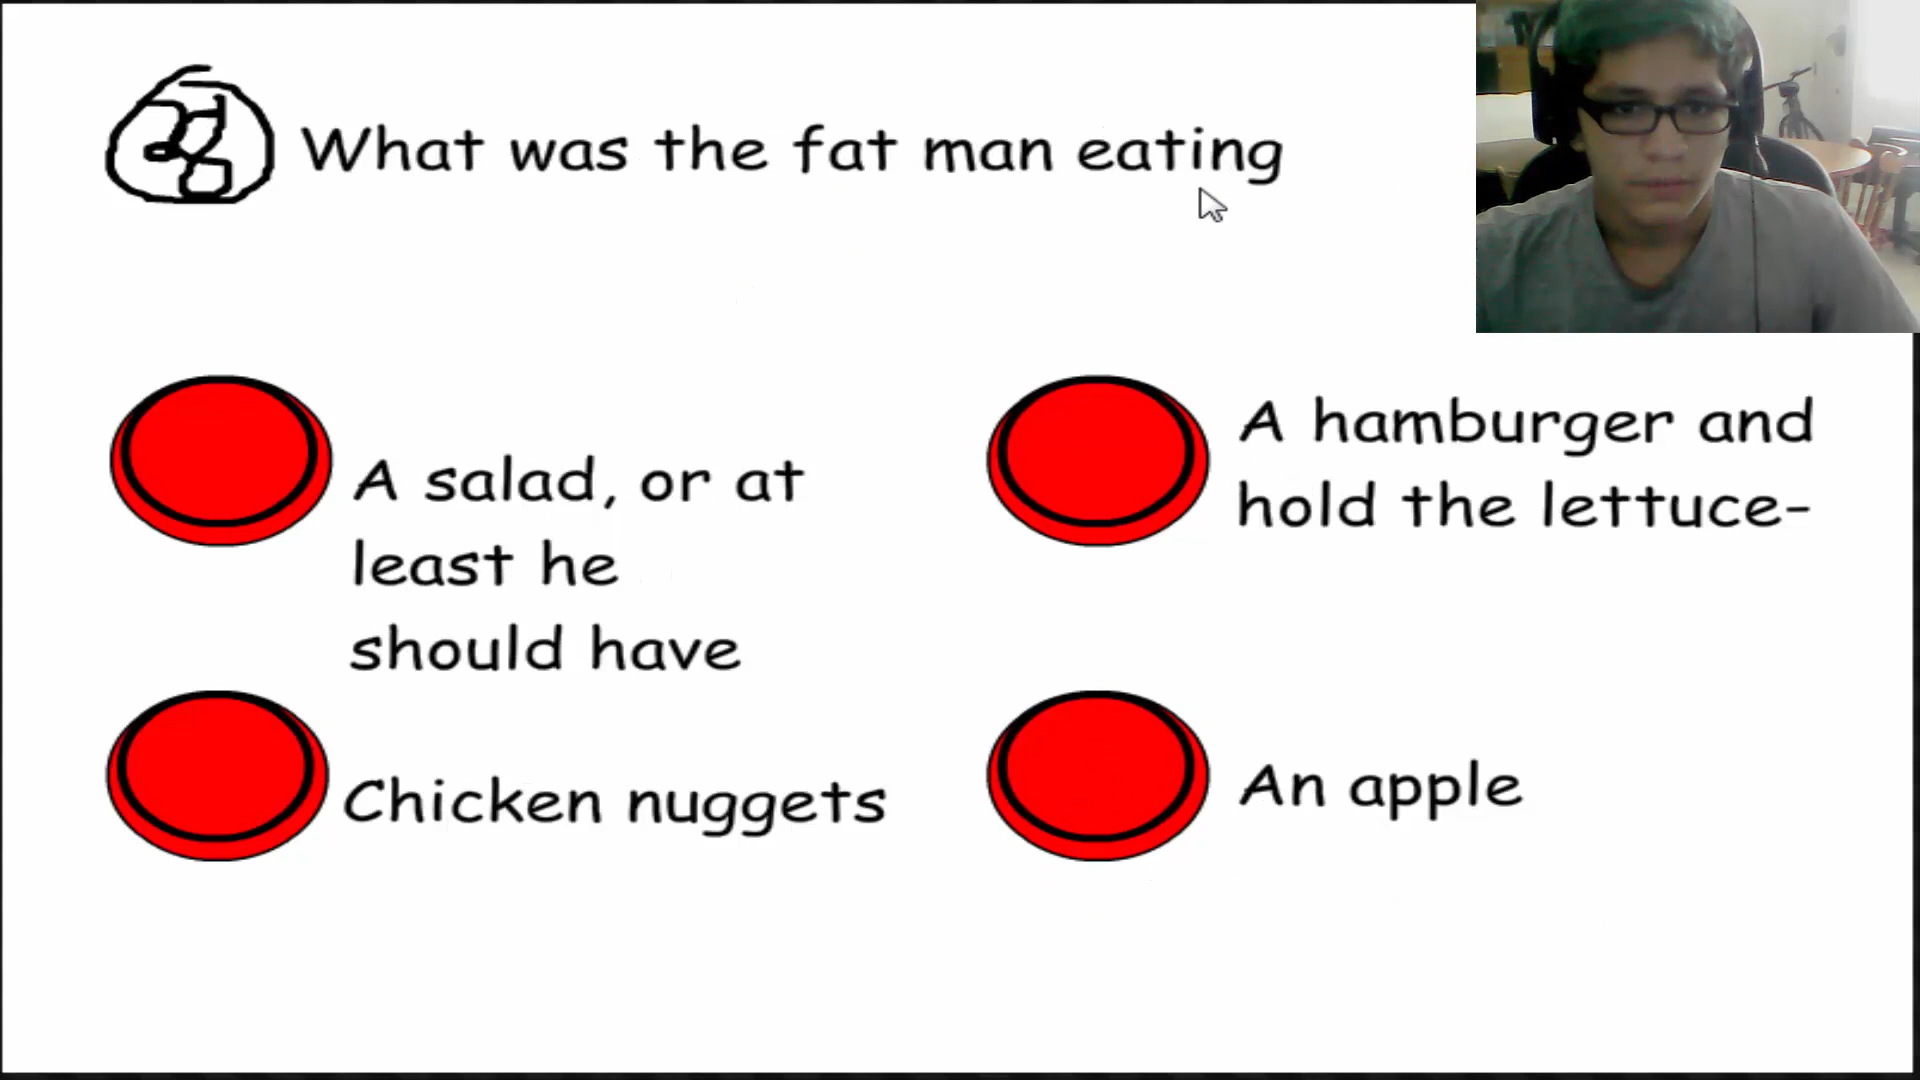 28 What was the fat man eating
A salad, or at
least he
should have
A hamburger and
hold the lettuce-
Chicken nuggets
An apple